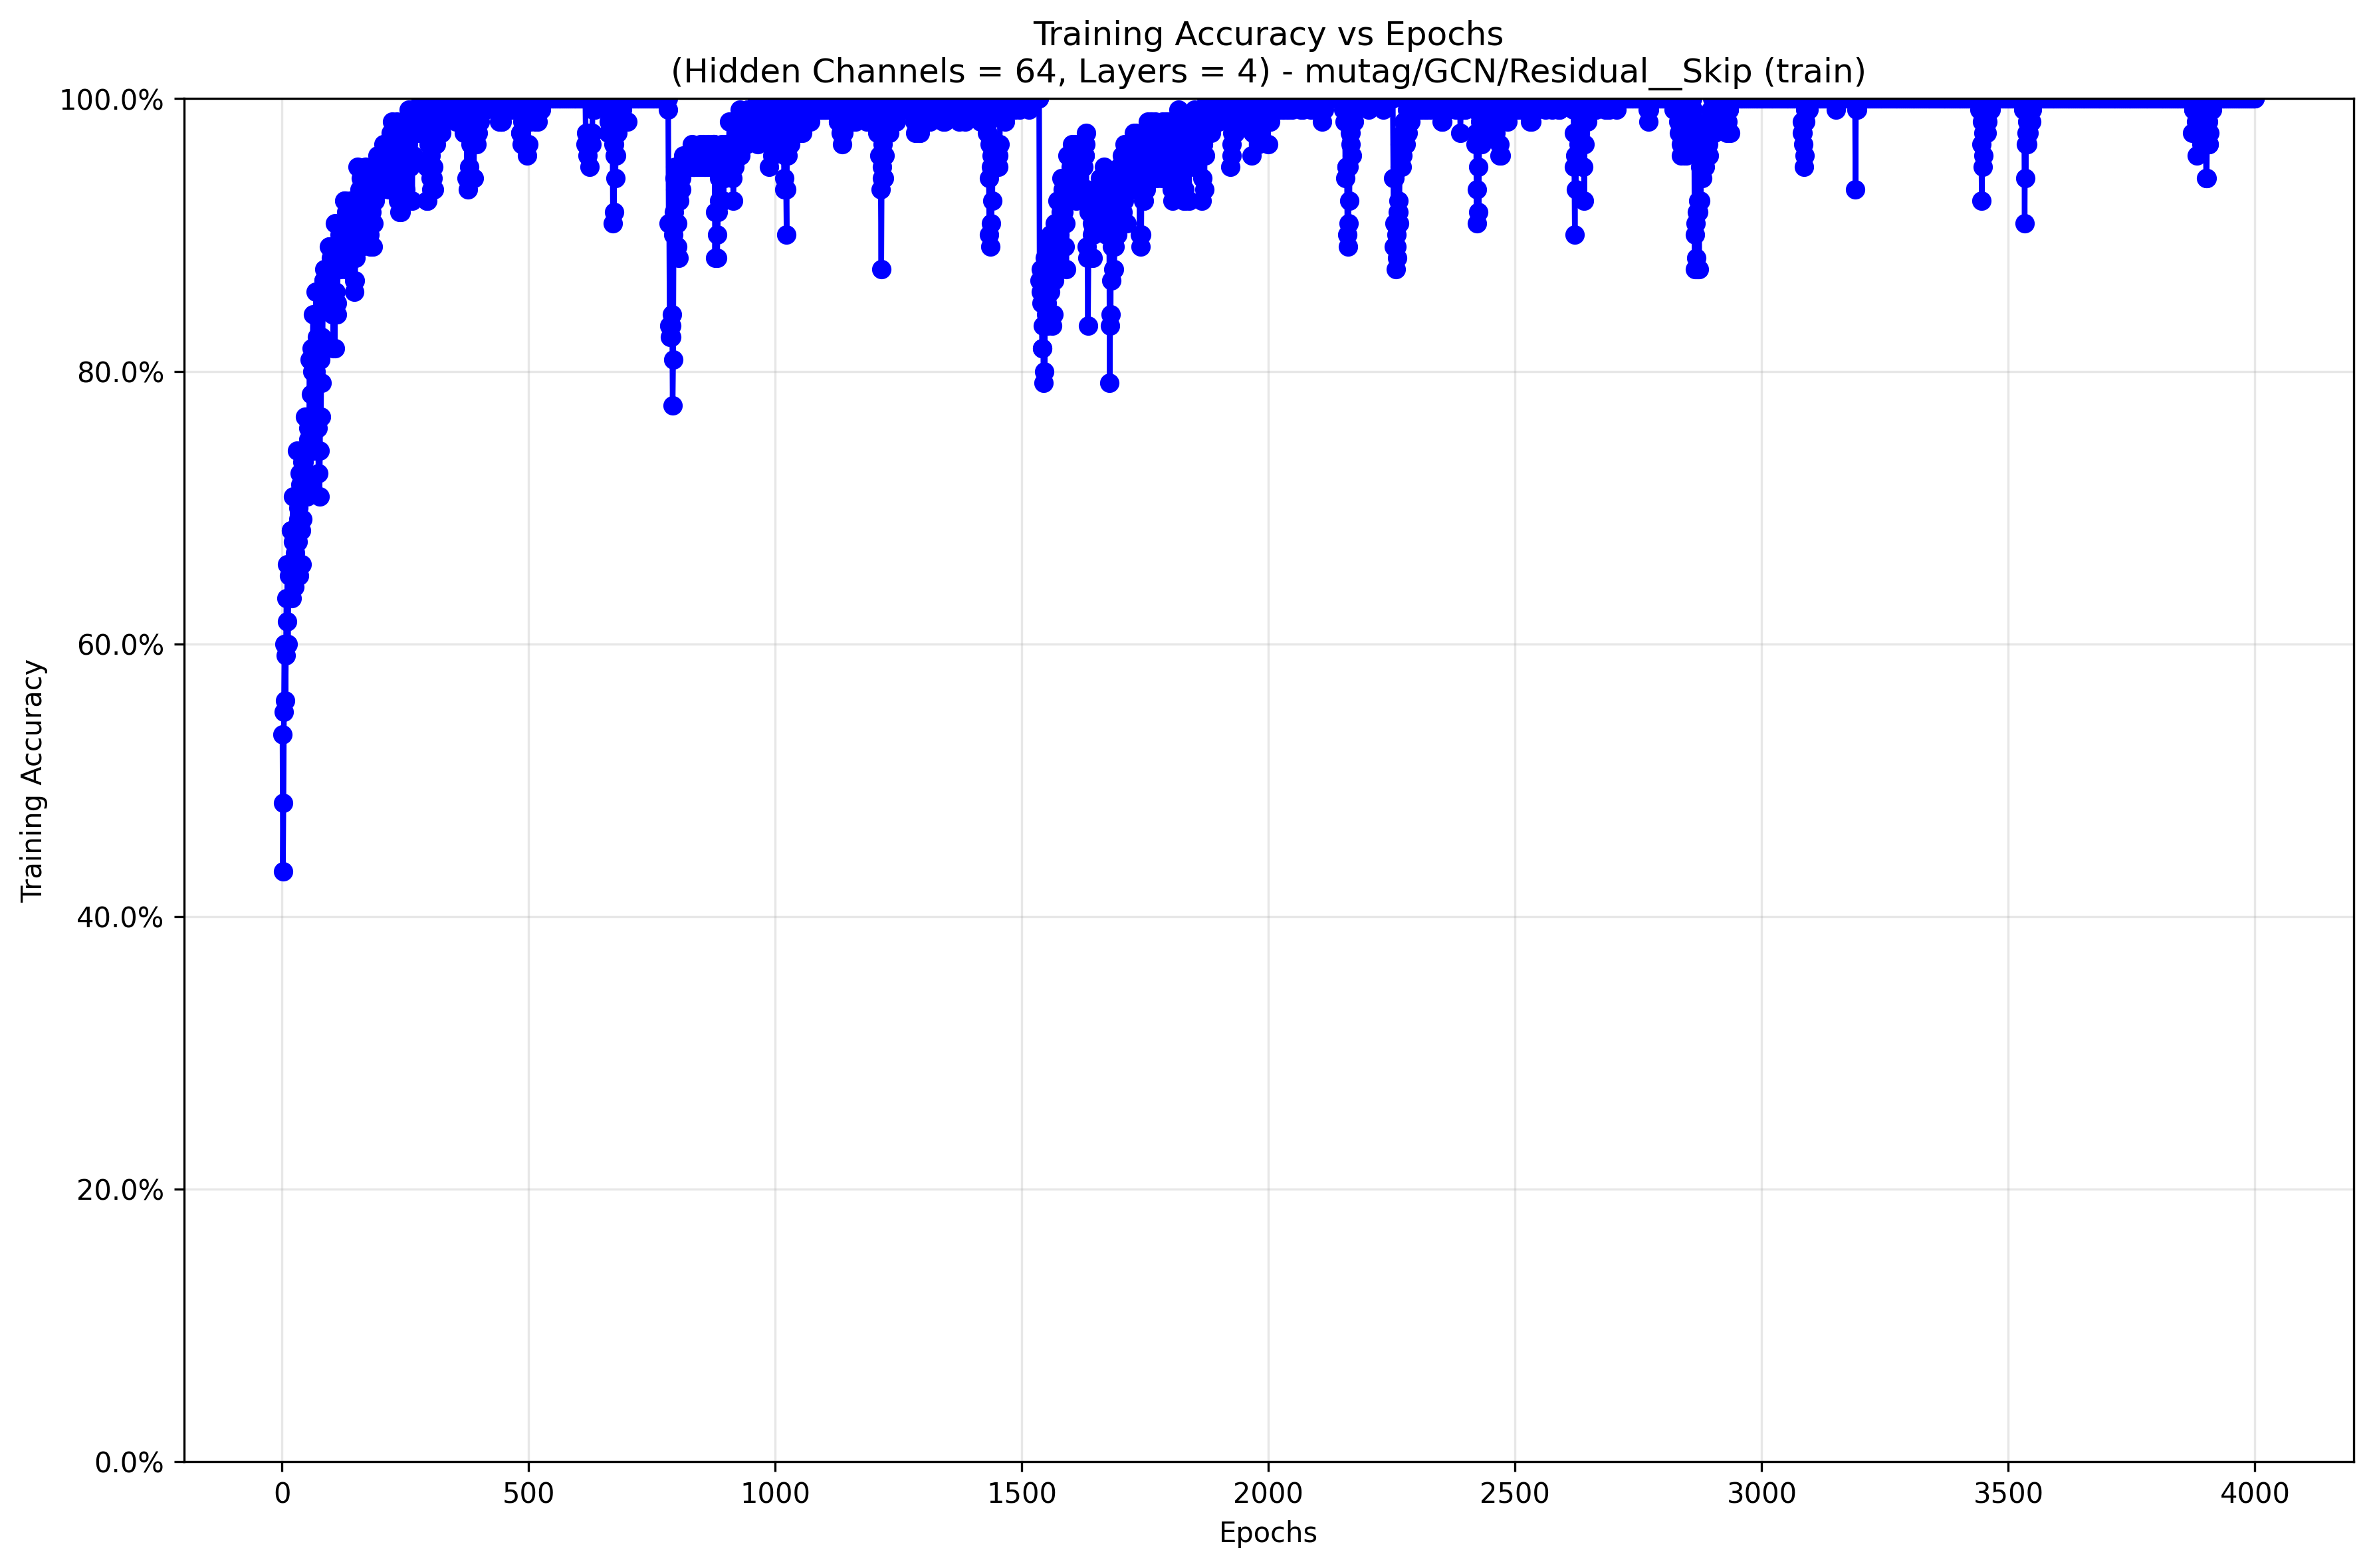 Training Accuracy vs Epochs
(Hidden Channels = 64, Layers = 4) - mutag/GCN/Residual__Skip (train)
100.0%
80.0%
60.0%
40.0%
20.0%
0.0%
Training Accuracy
0 500 1000 1500 2000 2500 3000 3500 4000
Epochs